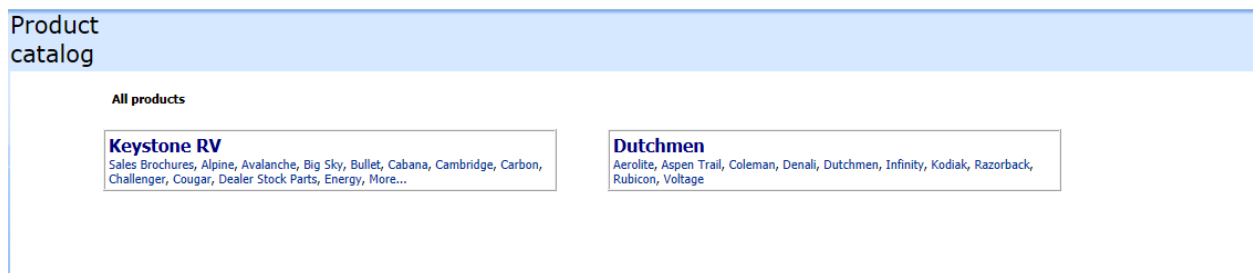 Product
catalog
All products
Keystone RV
Sales Brochures, Alpine, Avalanche, Big Sky, Bullet, Cabana, Cambridge, Carbon,
Challenger, Cougar, Dealer Stock Parts, Energy, More...
Dutchmen
Aerolite, Aspen Trail, Coleman, Denali, Dutchmen, Infinity, Kodiak, Razorback,
Rubicon, Voltage